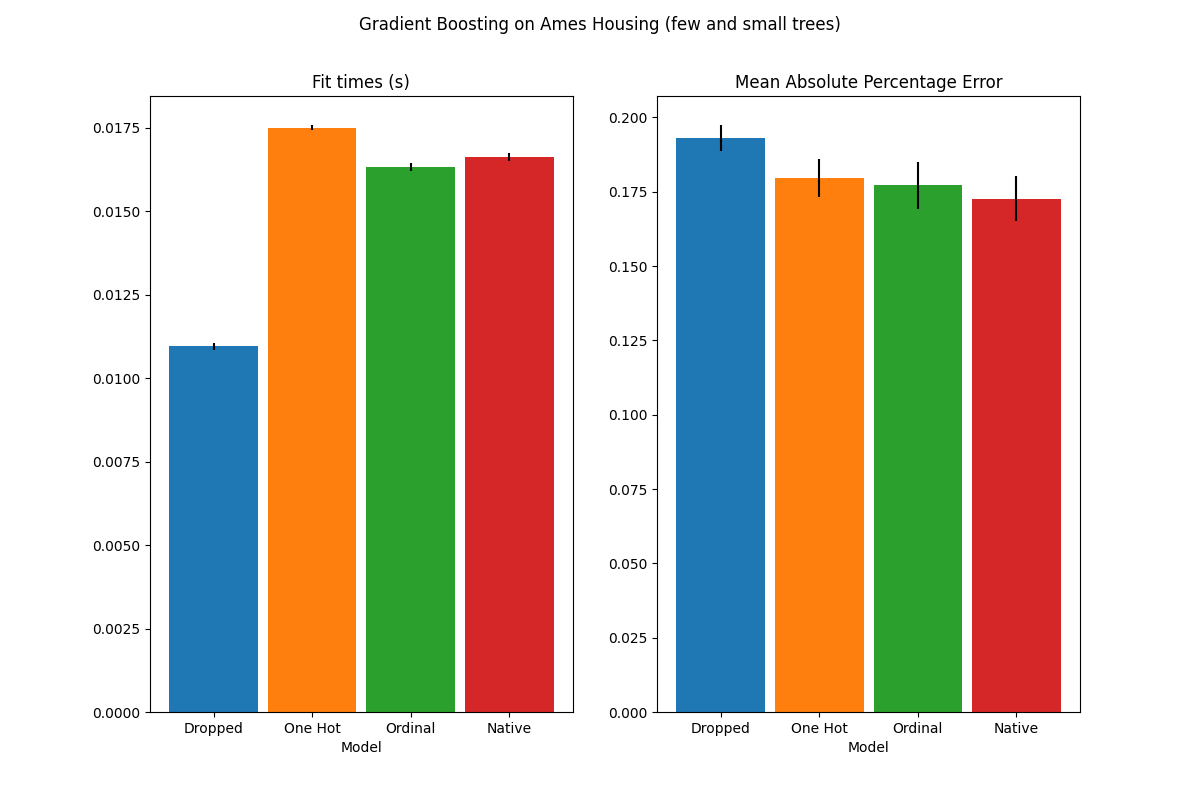 Gradient Boosting on Ames Housing (few and small trees)
Fit times (s)
0.0175
0.0150
0.0125
0.0100
0.0075
0.0050
0.0025
0.0000
Dropped One Hot Ordinal Native
Model
Mean Absolute Percentage Error
0.200
0.175
0.150
0.125
0.100
0.075
0.050
0.025
0.000
Dropped One Hot Ordinal Native
Model